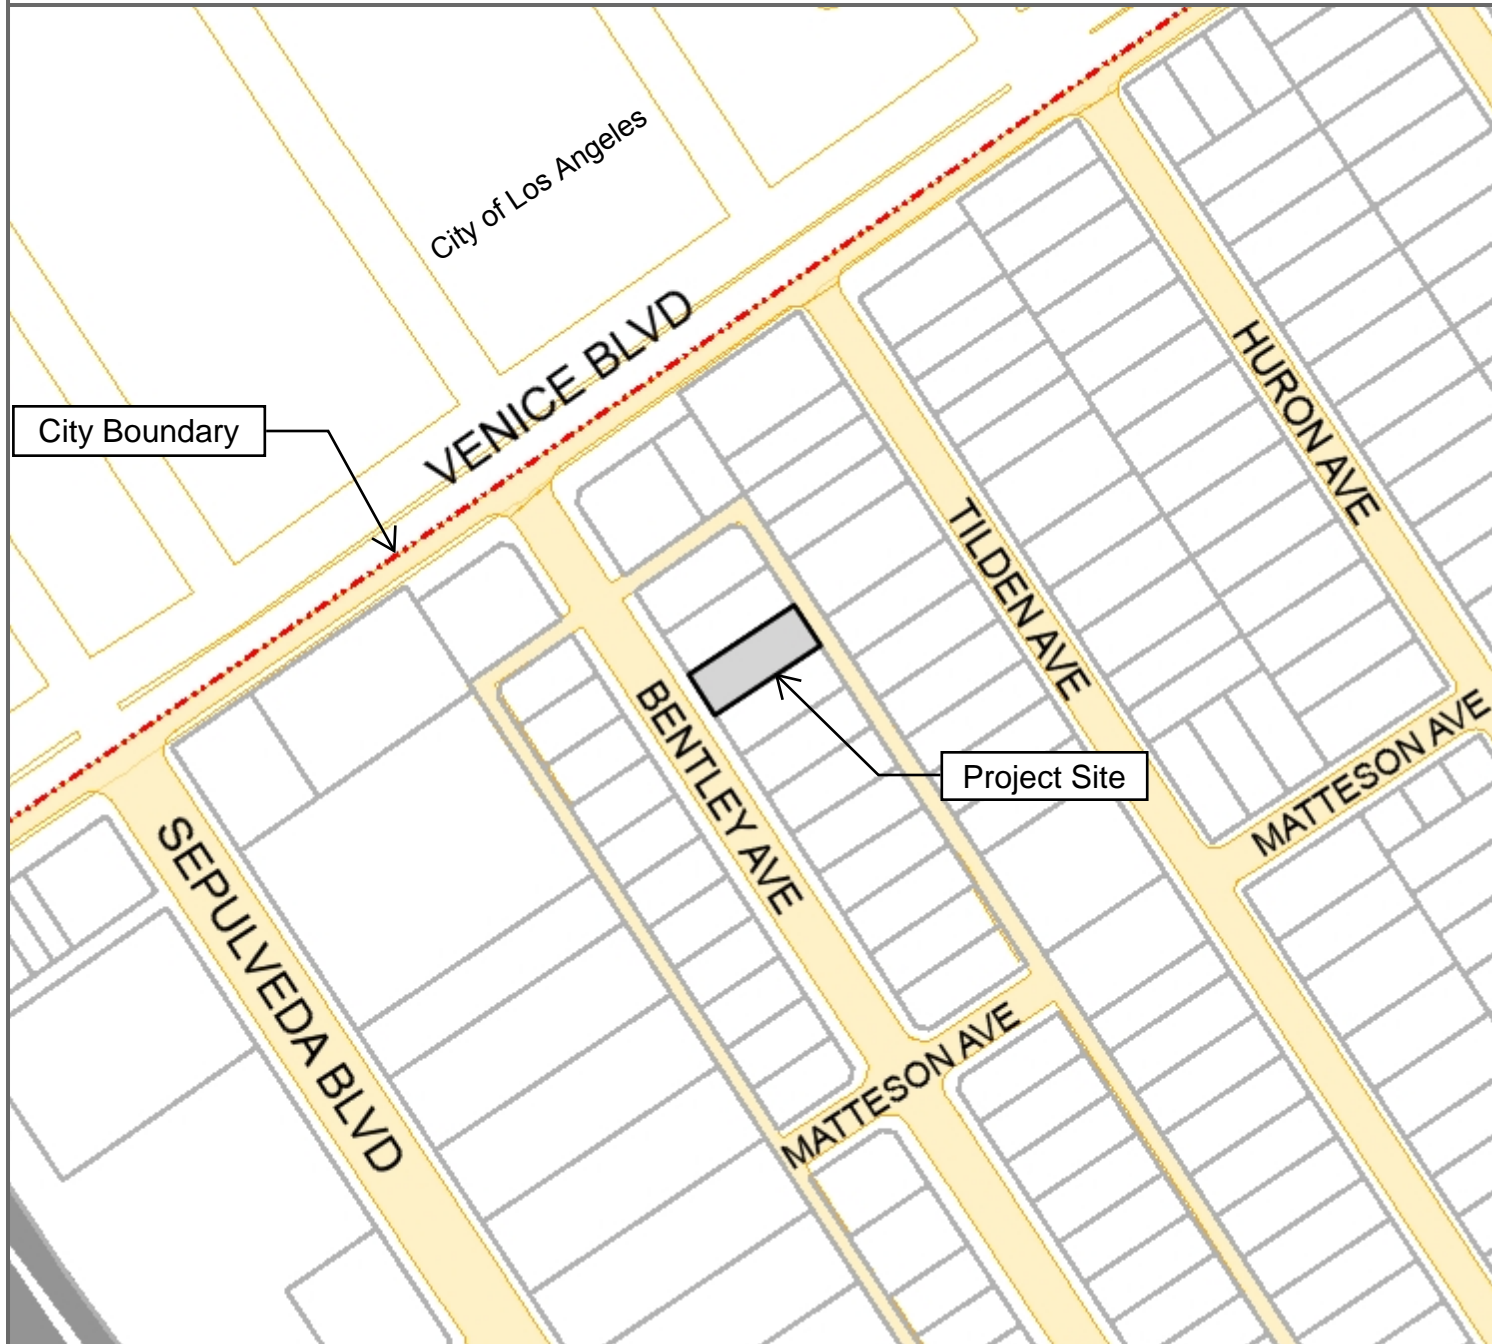 City of Los Angeles
VENICE BLVD
City Boundary
HURON AVE
TILDEN AVE
BENTLEY AVE
Project Site
MATTESON AVE
SEPULVEDA BLVD
MATTESON AVE